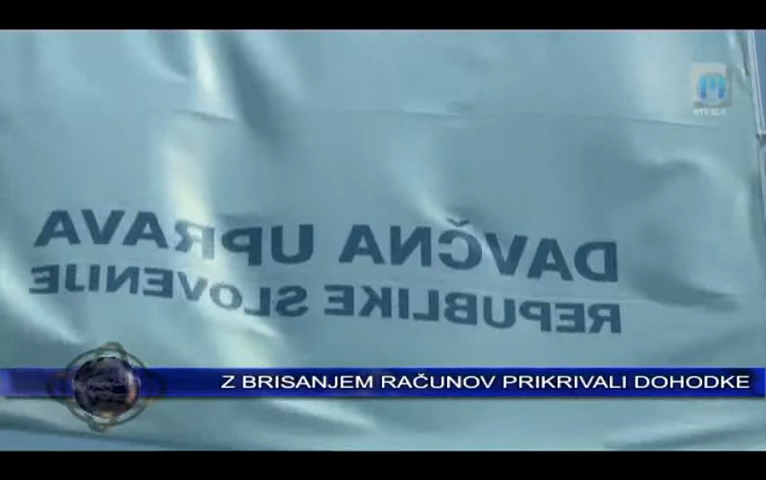 DAVČNA UPRAVA
REPUBLIKE SLOVENIJE
Z BRISANJEM RAČUNOV PRIKRIVALI DOHODKE